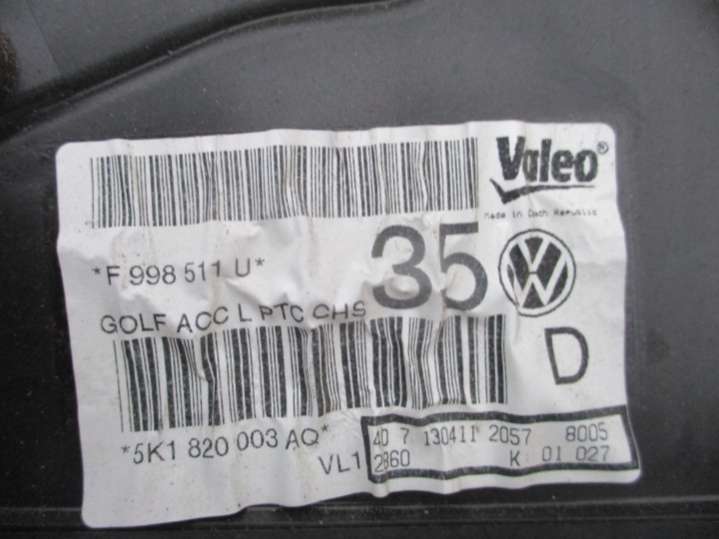 Valeo®
Made in Czech Republic
*F 998 511 U*
35
GOLF ACC L PTC CHS
D
*5K1 820 003 AQ*
VL1
4D 7 130411 2057 8005
2860 K 01 027